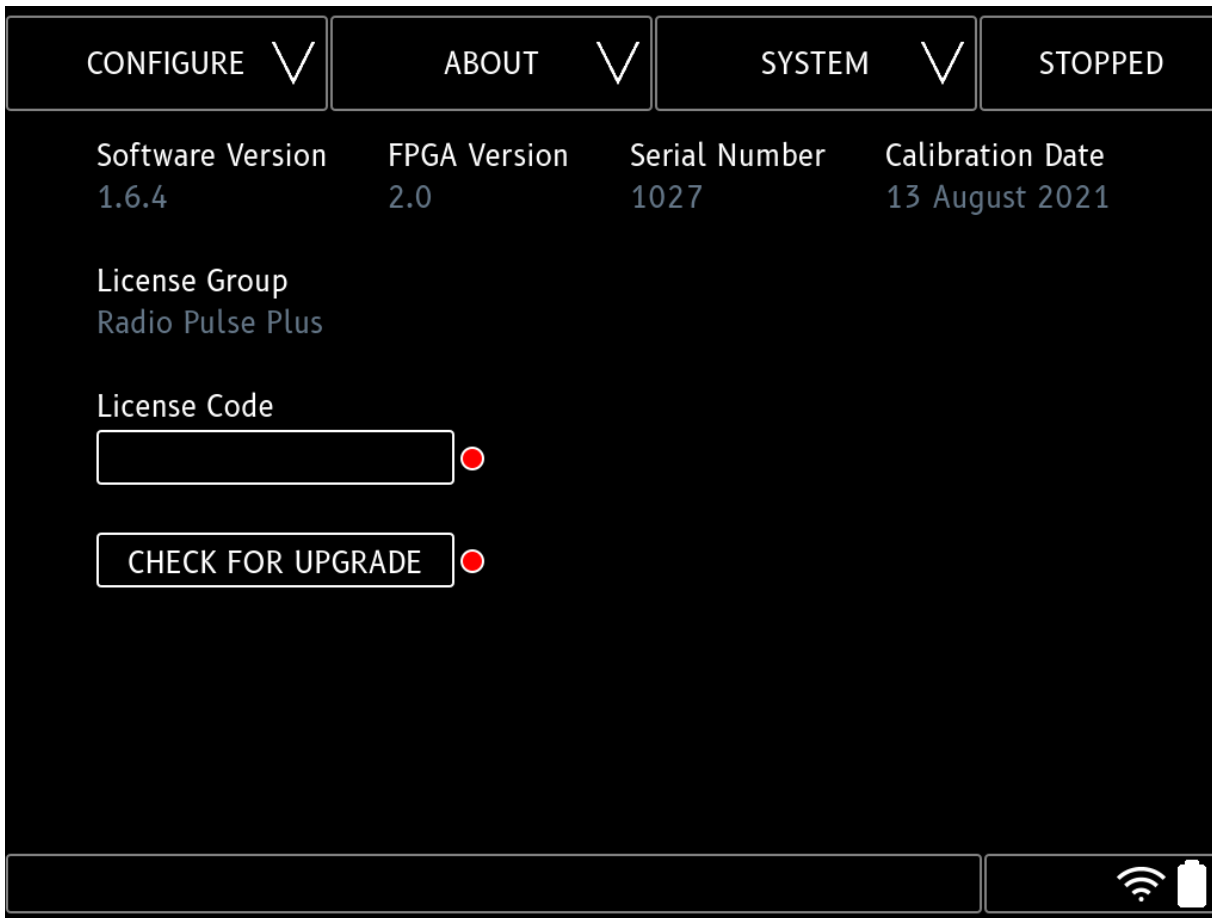 CONFIGURE ABOUT SYSTEM STOPPED
Software Version FPGA Version Serial Number Calibration Date
1.6.4 2.0 1027 13 August 2021
License Group
Radio Pulse Plus
License Code
CHECK FOR UPGRADE